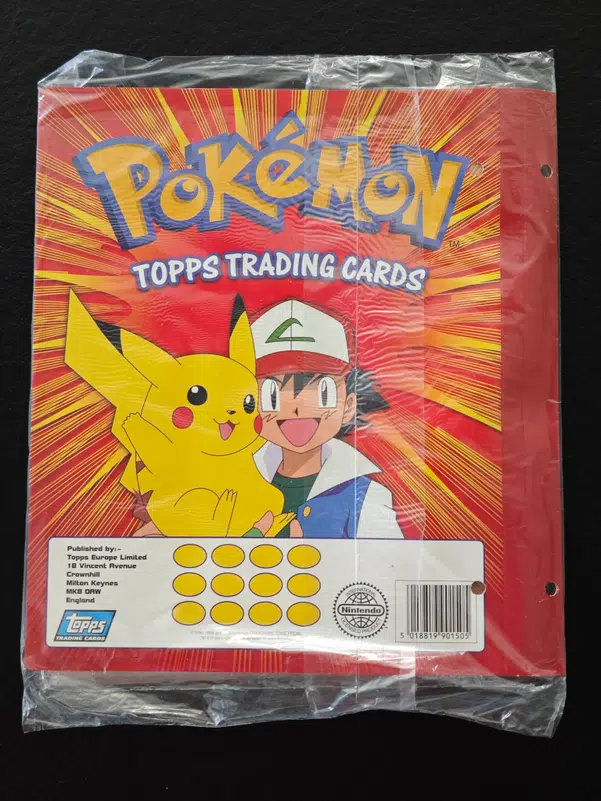 POKéMON
TM
TOPPS TRADING CARDS
Published by:-
Topps Europe Limited
18 Vincent Avenue
Crownhill
Milton Keynes
MK8 0AW
England
TOPPS
TRADING CARDS
Nintendo
5 018819 901505